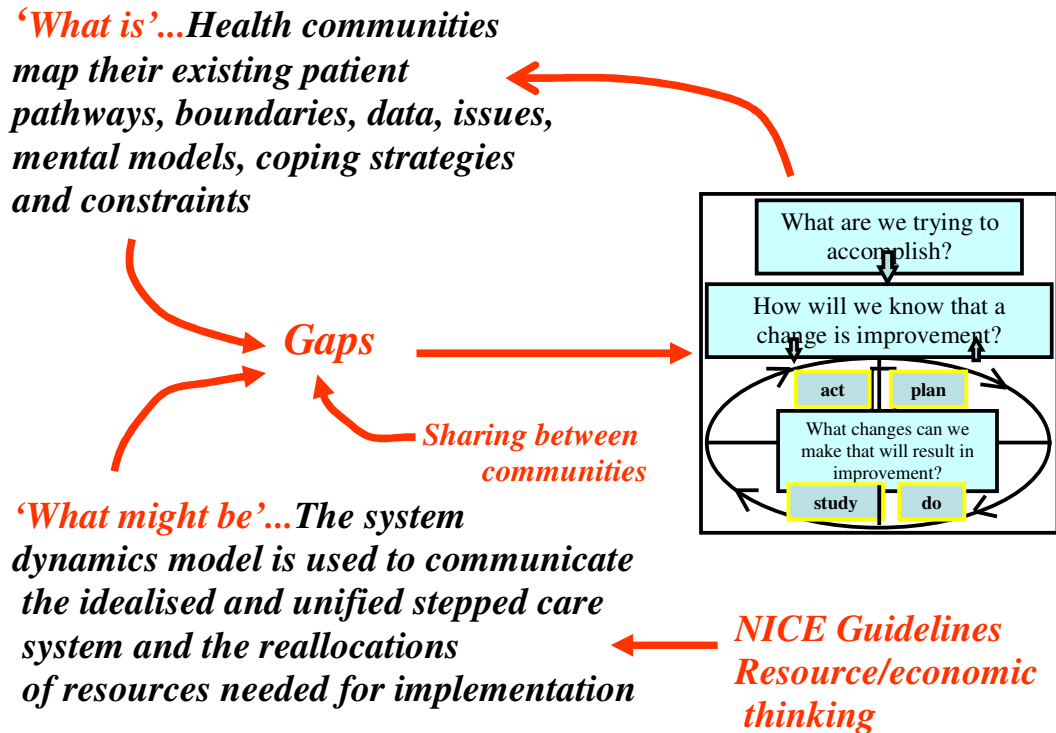 ‘What is’...Health communities
map their existing patient
pathways, boundaries, data, issues,
mental models, coping strategies
and constraints
What are we trying to
accomplish?
How will we know that a
change is improvement?
act
plan
What changes can we
make that will result in
improvement?
study
do
Gaps
Sharing between
communities
‘What might be’...The system
dynamics model is used to communicate
the idealised and unified stepped care
system and the reallocations
of resources needed for implementation
NICE Guidelines
Resource/economic
thinking